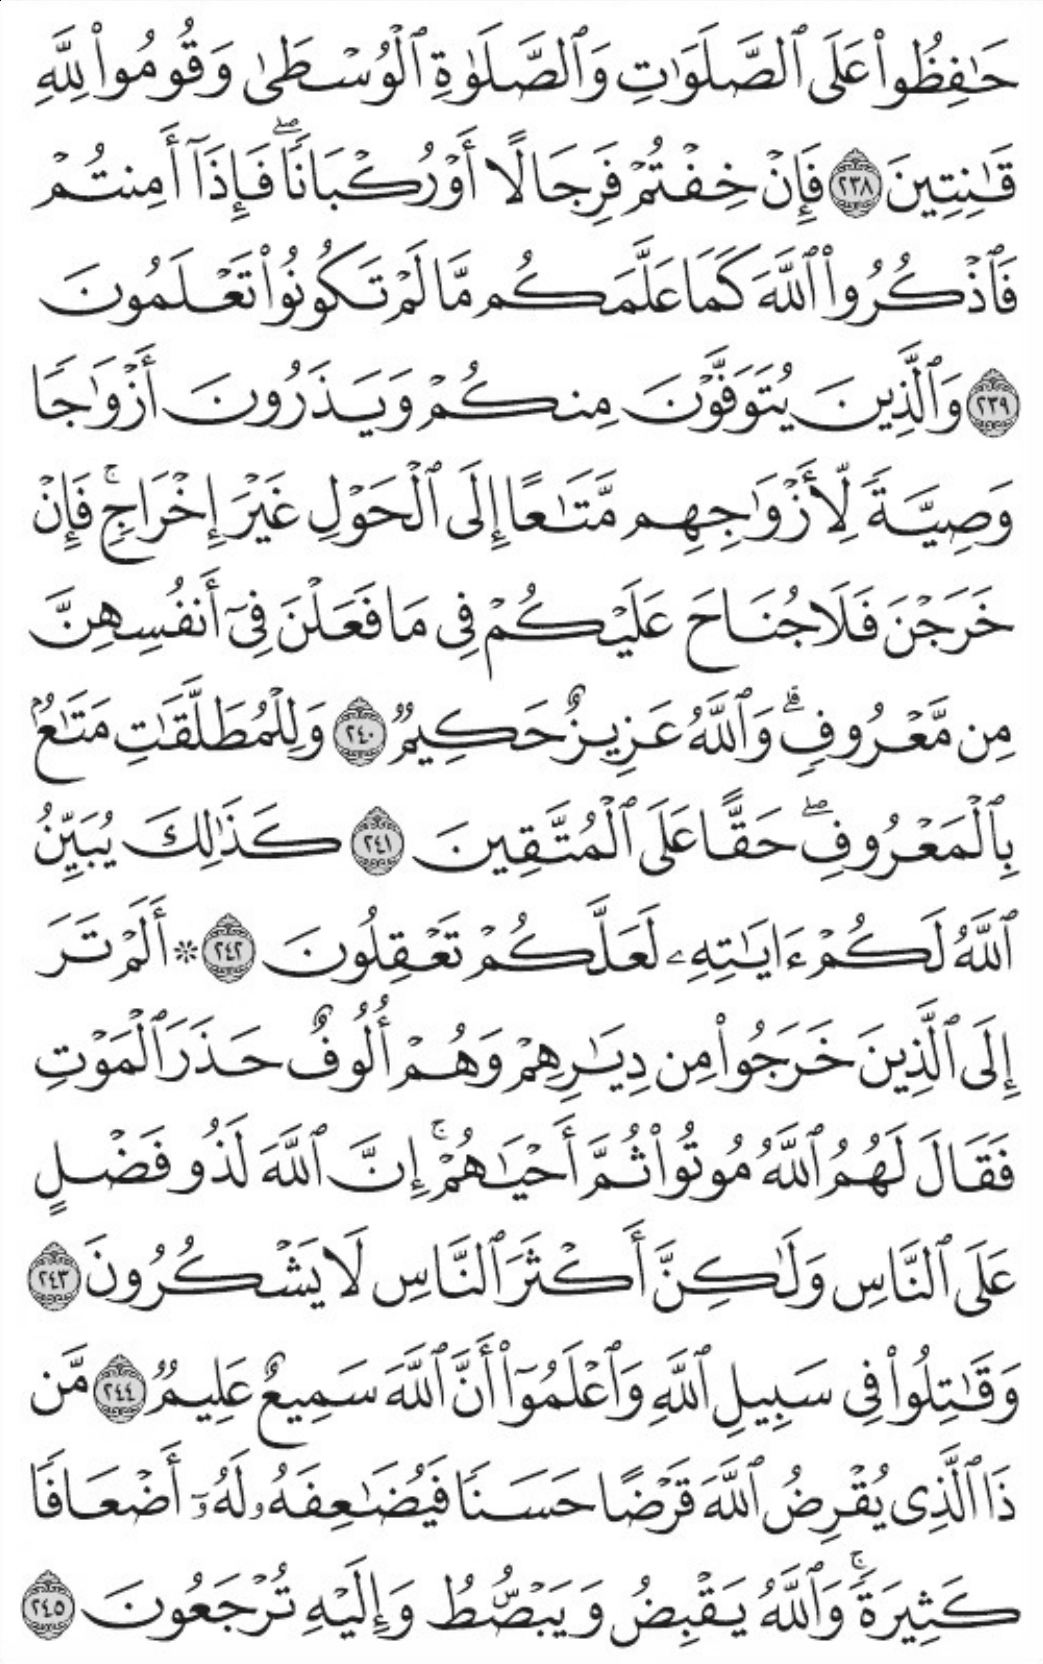 حَٰفِظُوا۟ عَلَى ٱلصَّلَوَٰتِ وَٱلصَّلَوٰةِ ٱلْوُسْطَىٰ وَقُومُوا۟ لِلَّهِ
قَٰنِتِينَ ٢٣٨ فَإِنْ خِفْتُمْ فَرِجَالًا أَوْ رُكْبَانًا ۖ فَإِذَآ أَمِنتُمْ
فَٱذْكُرُوا۟ ٱللَّهَ كَمَا عَلَّمَكُم مَّا لَمْ تَكُونُوا۟ تَعْلَمُونَ
٢٣٩ وَٱلَّذِينَ يُتَوَفَّوْنَ مِنكُمْ وَيَذَرُونَ أَزْوَٰجًا
وَصِيَّةً لِّأَزْوَٰجِهِم مَّتَٰعًا إِلَى ٱلْحَوْلِ غَيْرَ إِخْرَاجٍ ۚ فَإِنْ
خَرَجْنَ فَلَا جُنَاحَ عَلَيْكُمْ فِى مَا فَعَلْنَ فِىٓ أَنفُسِهِنَّ
مِن مَّعْرُوفٍ ۗ وَٱللَّهُ عَزِيزٌ حَكِيمٌ ٢٤٠ وَلِلْمُطَلَّقَٰتِ مَتَٰعٌۢ
بِٱلْمَعْرُوفِ ۖ حَقًّا عَلَى ٱلْمُتَّقِينَ ٢٤١ كَذَٰلِكَ يُبَيِّنُ
ٱللَّهُ لَكُمْ ءَايَٰتِهِۦ لَعَلَّكُمْ تَعْقِلُونَ ٢٤٢ * أَلَمْ تَرَ
إِلَى ٱلَّذِينَ خَرَجُوا۟ مِن دِيَٰرِهِمْ وَهُمْ أُلُوفٌ حَذَرَ ٱلْمَوْتِ
فَقَالَ لَهُمُ ٱللَّهُ مُوتُوا۟ ثُمَّ أَحْيَٰهُمْ ۚ إِنَّ ٱللَّهَ لَذُو فَضْلٍ
عَلَى ٱلنَّاسِ وَلَٰكِنَّ أَكْثَرَ ٱلنَّاسِ لَا يَشْكُرُونَ ٢٤٣
وَقَٰتِلُوا۟ فِى سَبِيلِ ٱللَّهِ وَٱعْلَمُوٓا۟ أَنَّ ٱللَّهَ سَمِيعٌ عَلِيمٌ ٢٤٤ مَّن
ذَا ٱلَّذِى يُقْرِضُ ٱللَّهَ قَرْضًا حَسَنًا فَيُضَٰعِفَهُۥ لَهُۥٓ أَضْعَافًا
كَثِيرَةً ۚ وَٱللَّهُ يَقْبِضُ وَيَبْصُۜطُ وَإِلَيْهِ تُرْجَعُونَ ٢٤٥